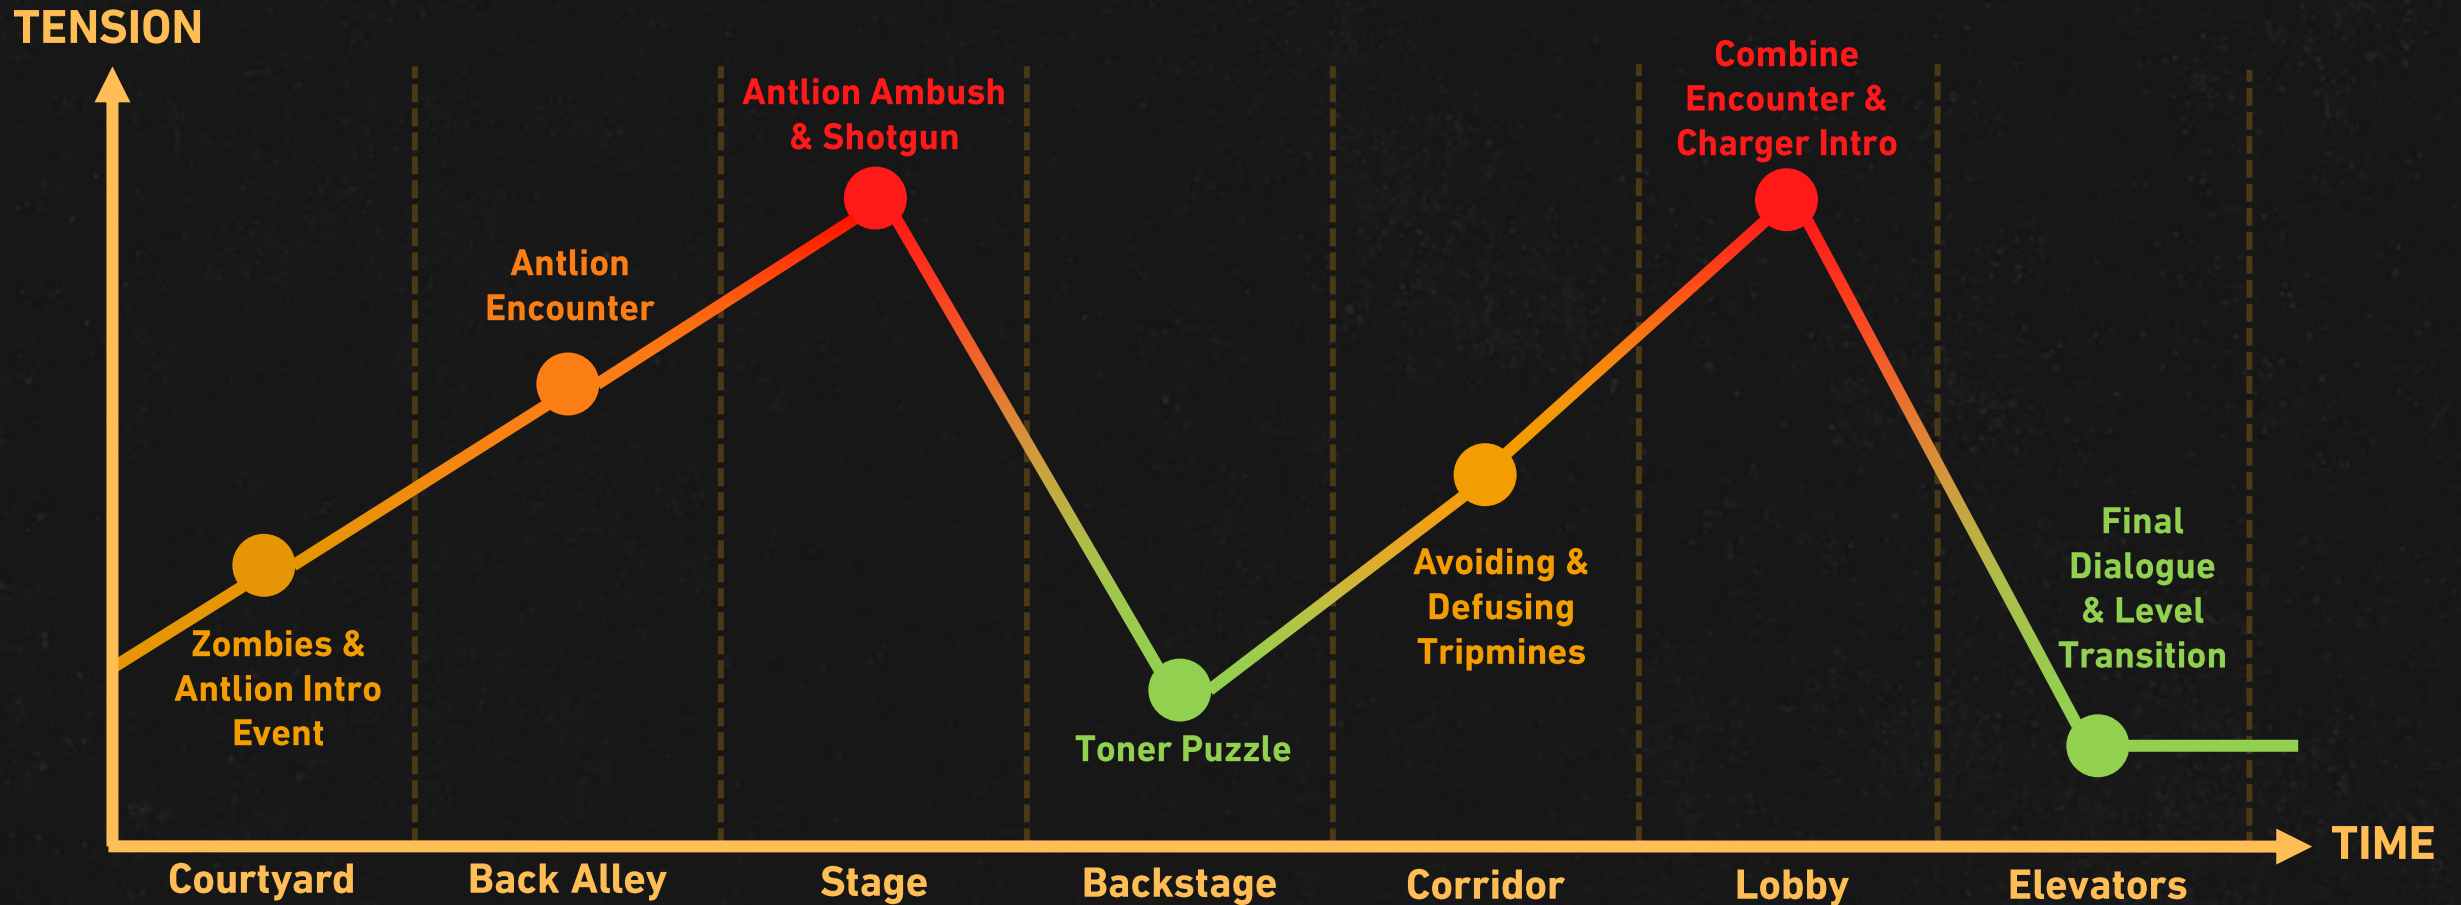 TENSION
Antlion Ambush
& Shotgun
Combine
Encounter &
Charger Intro
Antlion
Encounter
Zombies &
Antlion Intro
Event
Toner Puzzle
Avoiding &
Defusing
Tripmines
Final
Dialogue
& Level
Transition
TIME
Courtyard
Back Alley
Stage
Backstage
Corridor
Lobby
Elevators